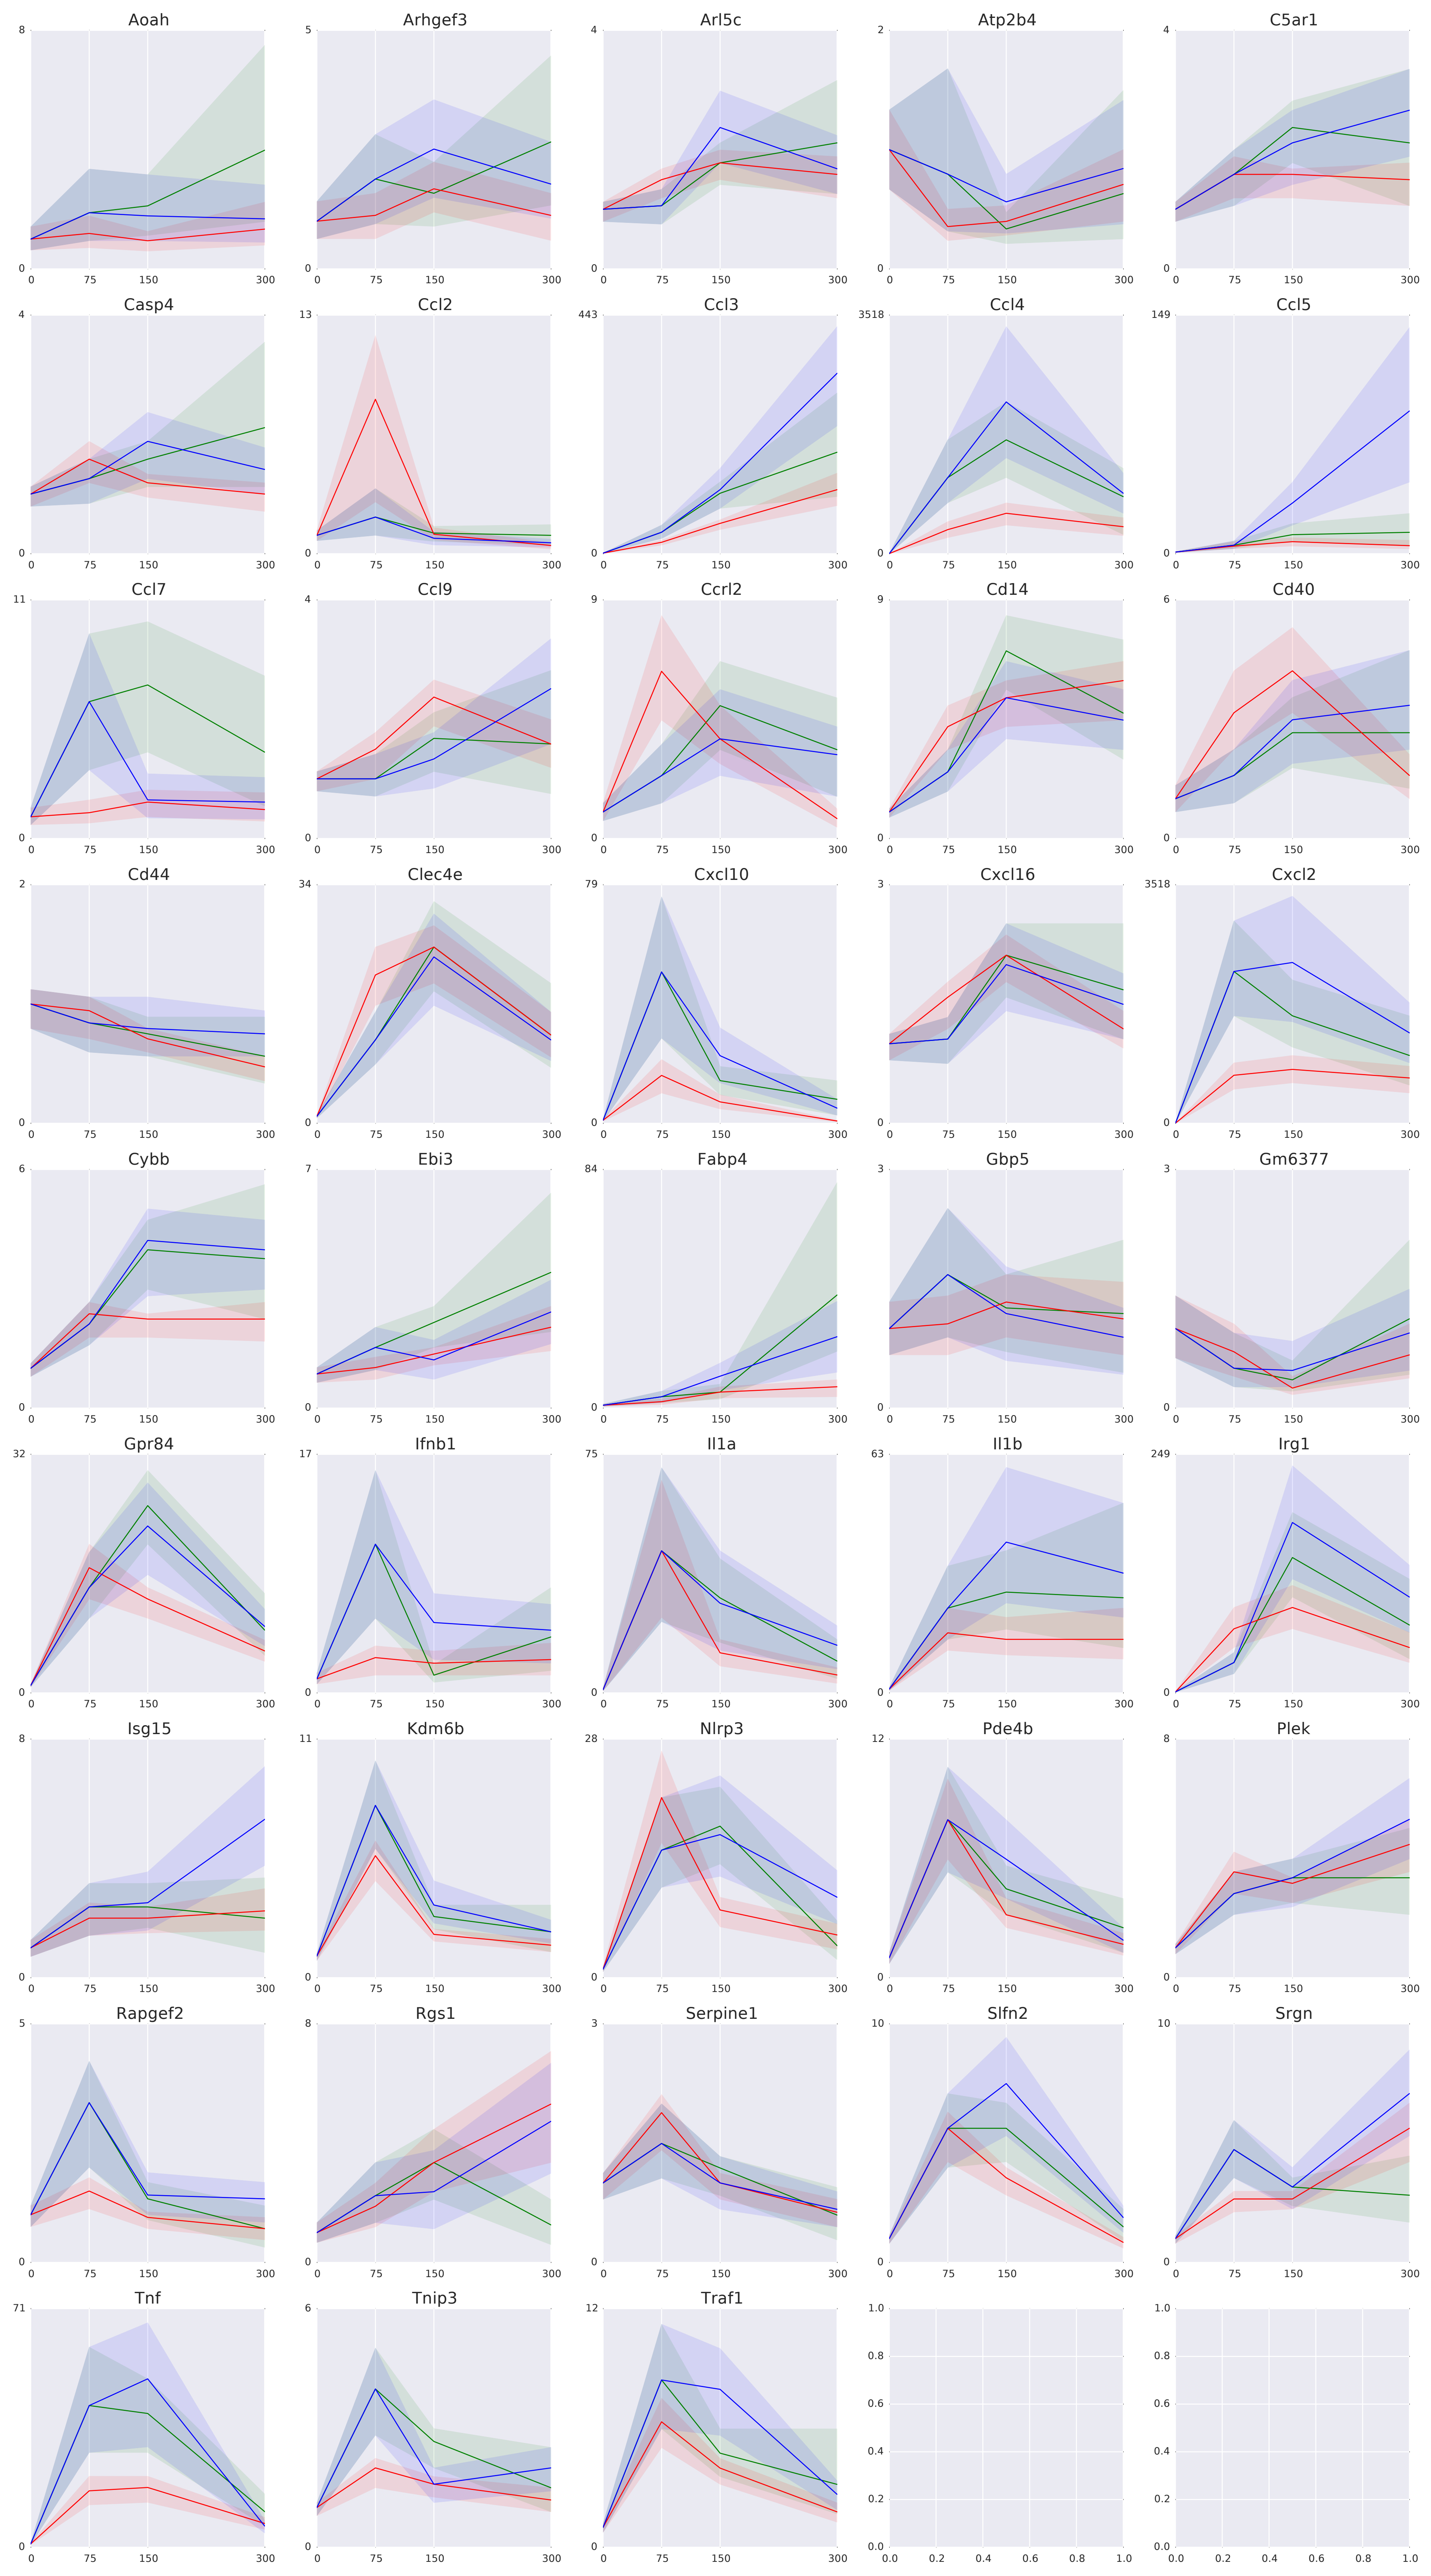 Aoah Arhgef3 Arl5c Atp2b4 C5ar1
8 5 4 2 4
0 0 0 0 0
0 75 150 300 0 75 150 300 0 75 150 300 0 75 150 300 0 75 150 300
Casp4 Ccl2 Ccl3 Ccl4 Ccl5
4 13 443 3518 149
0 0 0 0 0
0 75 150 300 0 75 150 300 0 75 150 300 0 75 150 300 0 75 150 300
Ccl7 Ccl9 Ccrl2 Cd14 Cd40
11 4 9 9 6
0 0 0 0 0
0 75 150 300 0 75 150 300 0 75 150 300 0 75 150 300 0 75 150 300
Cd44 Clec4e Cxcl10 Cxcl16 Cxcl2
2 34 79 3 3518
0 0 0 0 0
0 75 150 300 0 75 150 300 0 75 150 300 0 75 150 300 0 75 150 300
Cybb Ebi3 Fabp4 Gbp5 Gm6377
6 7 84 3 3
0 0 0 0 0
0 75 150 300 0 75 150 300 0 75 150 300 0 75 150 300 0 75 150 300
Gpr84 Ifnb1 Il1a Il1b Irg1
32 17 75 63 249
0 0 0 0 0
0 75 150 300 0 75 150 300 0 75 150 300 0 75 150 300 0 75 150 300
Isg15 Kdm6b Nlrp3 Pde4b Plek
8 11 28 12 8
0 0 0 0 0
0 75 150 300 0 75 150 300 0 75 150 300 0 75 150 300 0 75 150 300
Rapgef2 Rgs1 Serpine1 Slfn2 Srgn
5 8 3 10 10
0 0 0 0 0
0 75 150 300 0 75 150 300 0 75 150 300 0 75 150 300 0 75 150 300
Tnf Tnip3 Traf1
71 6 12 1.0 1.0
0.8 0.8
0.6 0.6
0.4 0.4
0.2 0.2
0 0 0 0.0 0.0
0 75 150 300 0 75 150 300 0 75 150 300 0.0 0.2 0.4 0.6 0.8 1.0 0.0 0.2 0.4 0.6 0.8 1.0